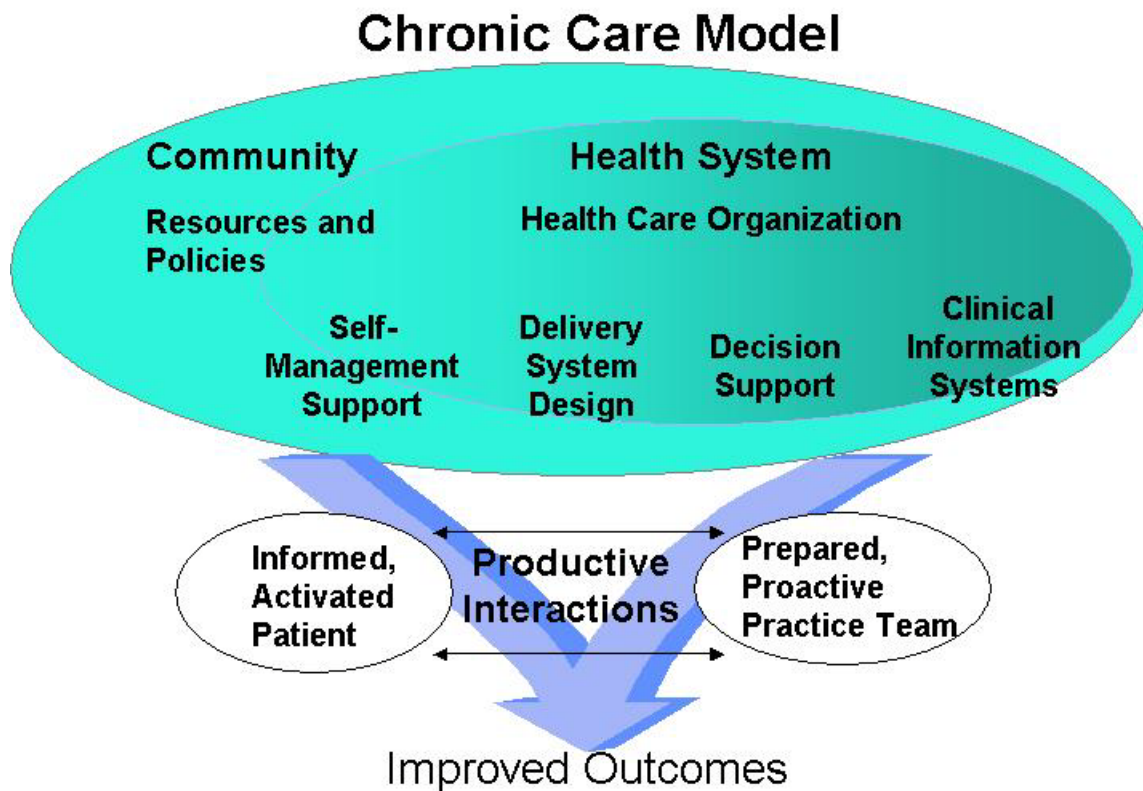 Chronic Care Model
Community
Health System
Resources and
Policies
Health Care Organization
Self-
Management
Support
Delivery
System
Design
Decision
Support
Clinical
Information
Systems
Informed,
Activated
Patient
Productive
Interactions
Prepared,
Proactive
Practice Team
Improved Outcomes